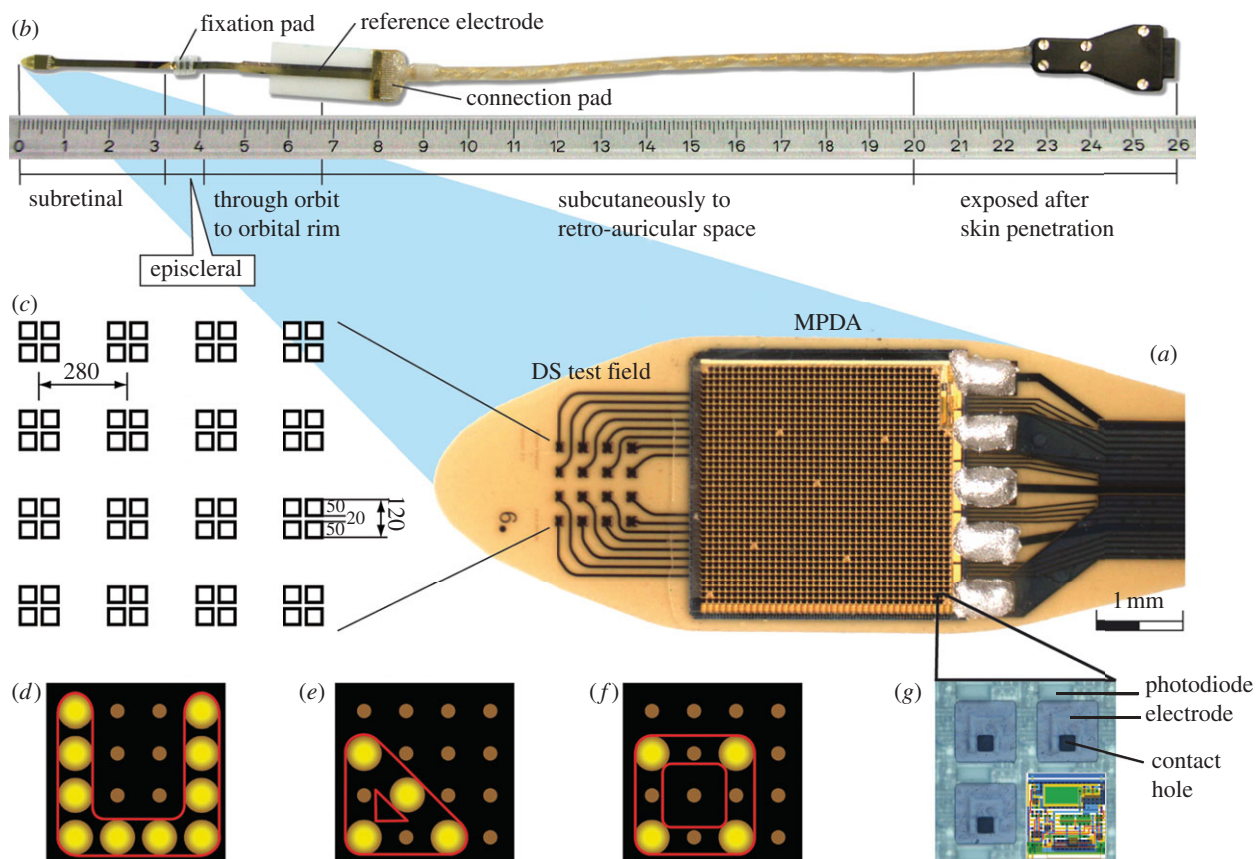 (b)
fixation pad
reference electrode
connection pad
0 1 2 3 4 5 6 7 8 9 10 11 12 13 14 15 16 17 18 19 20 21 22 23 24 25 26
subretinal
through orbit
to orbital rim
subcutaneously to
retro-auricular space
exposed after
skin penetration
episcleral
(c)
280
50
20
50
120
MPDA
(a)
DS test field
6
1 mm
(d)
(e)
(f)
(g)
photodiode
electrode
contact
hole